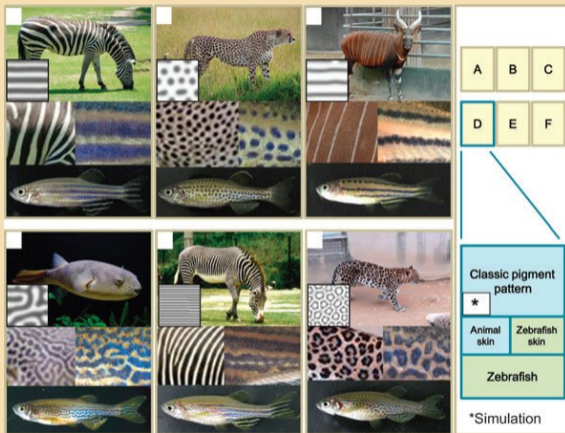 A B C
D E F
Classic pigment
pattern
*
Animal
skin
Zebrafish
skin
Zebrafish
*Simulation